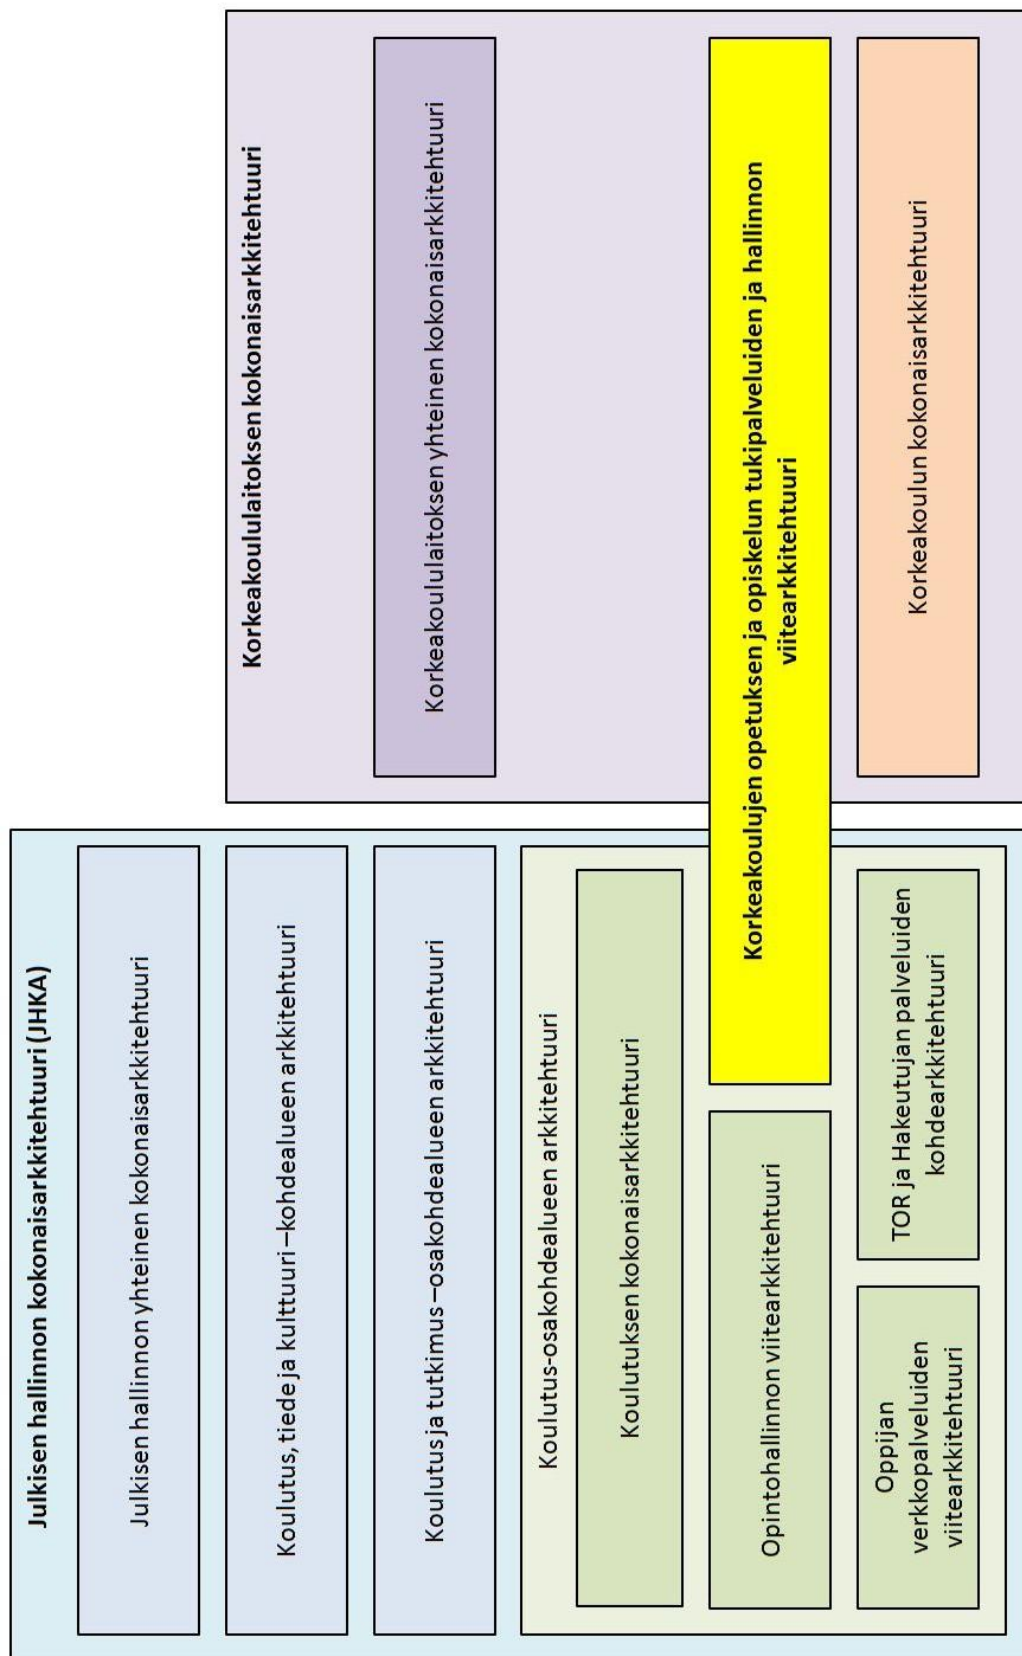 Julkisen hallinnon kokonaisarkkitehtuuri (JHKA)
Julkisen hallinnon yhteinen kokonaisarkkitehtuuri
Koulutus, tiede ja kulttuuri –kohdealueen arkkitehtuuri
Koulutus ja tutkimus –osakohdealueen arkkitehtuuri
Koulutus-osakohdealueen arkkitehtuuri
Koulutuksen kokonaisarkkitehtuuri
Opintohallinnon viitearkkitehtuuri
Oppijan
verkkopalveluiden
viitearkkitehtuuri
TOR ja Hakeutujan palveluiden
kohdearkkitehtuuri
Korkeakoululaitoksen kokonaisarkkitehtuuri
Korkeakoululaitoksen yhteinen kokonaisarkkitehtuuri
Korkeakoulujen opetuksen ja opiskelun tukipalveluiden ja hallinnon
viitearkkitehtuuri
Korkeakoulun kokonaisarkkitehtuuri